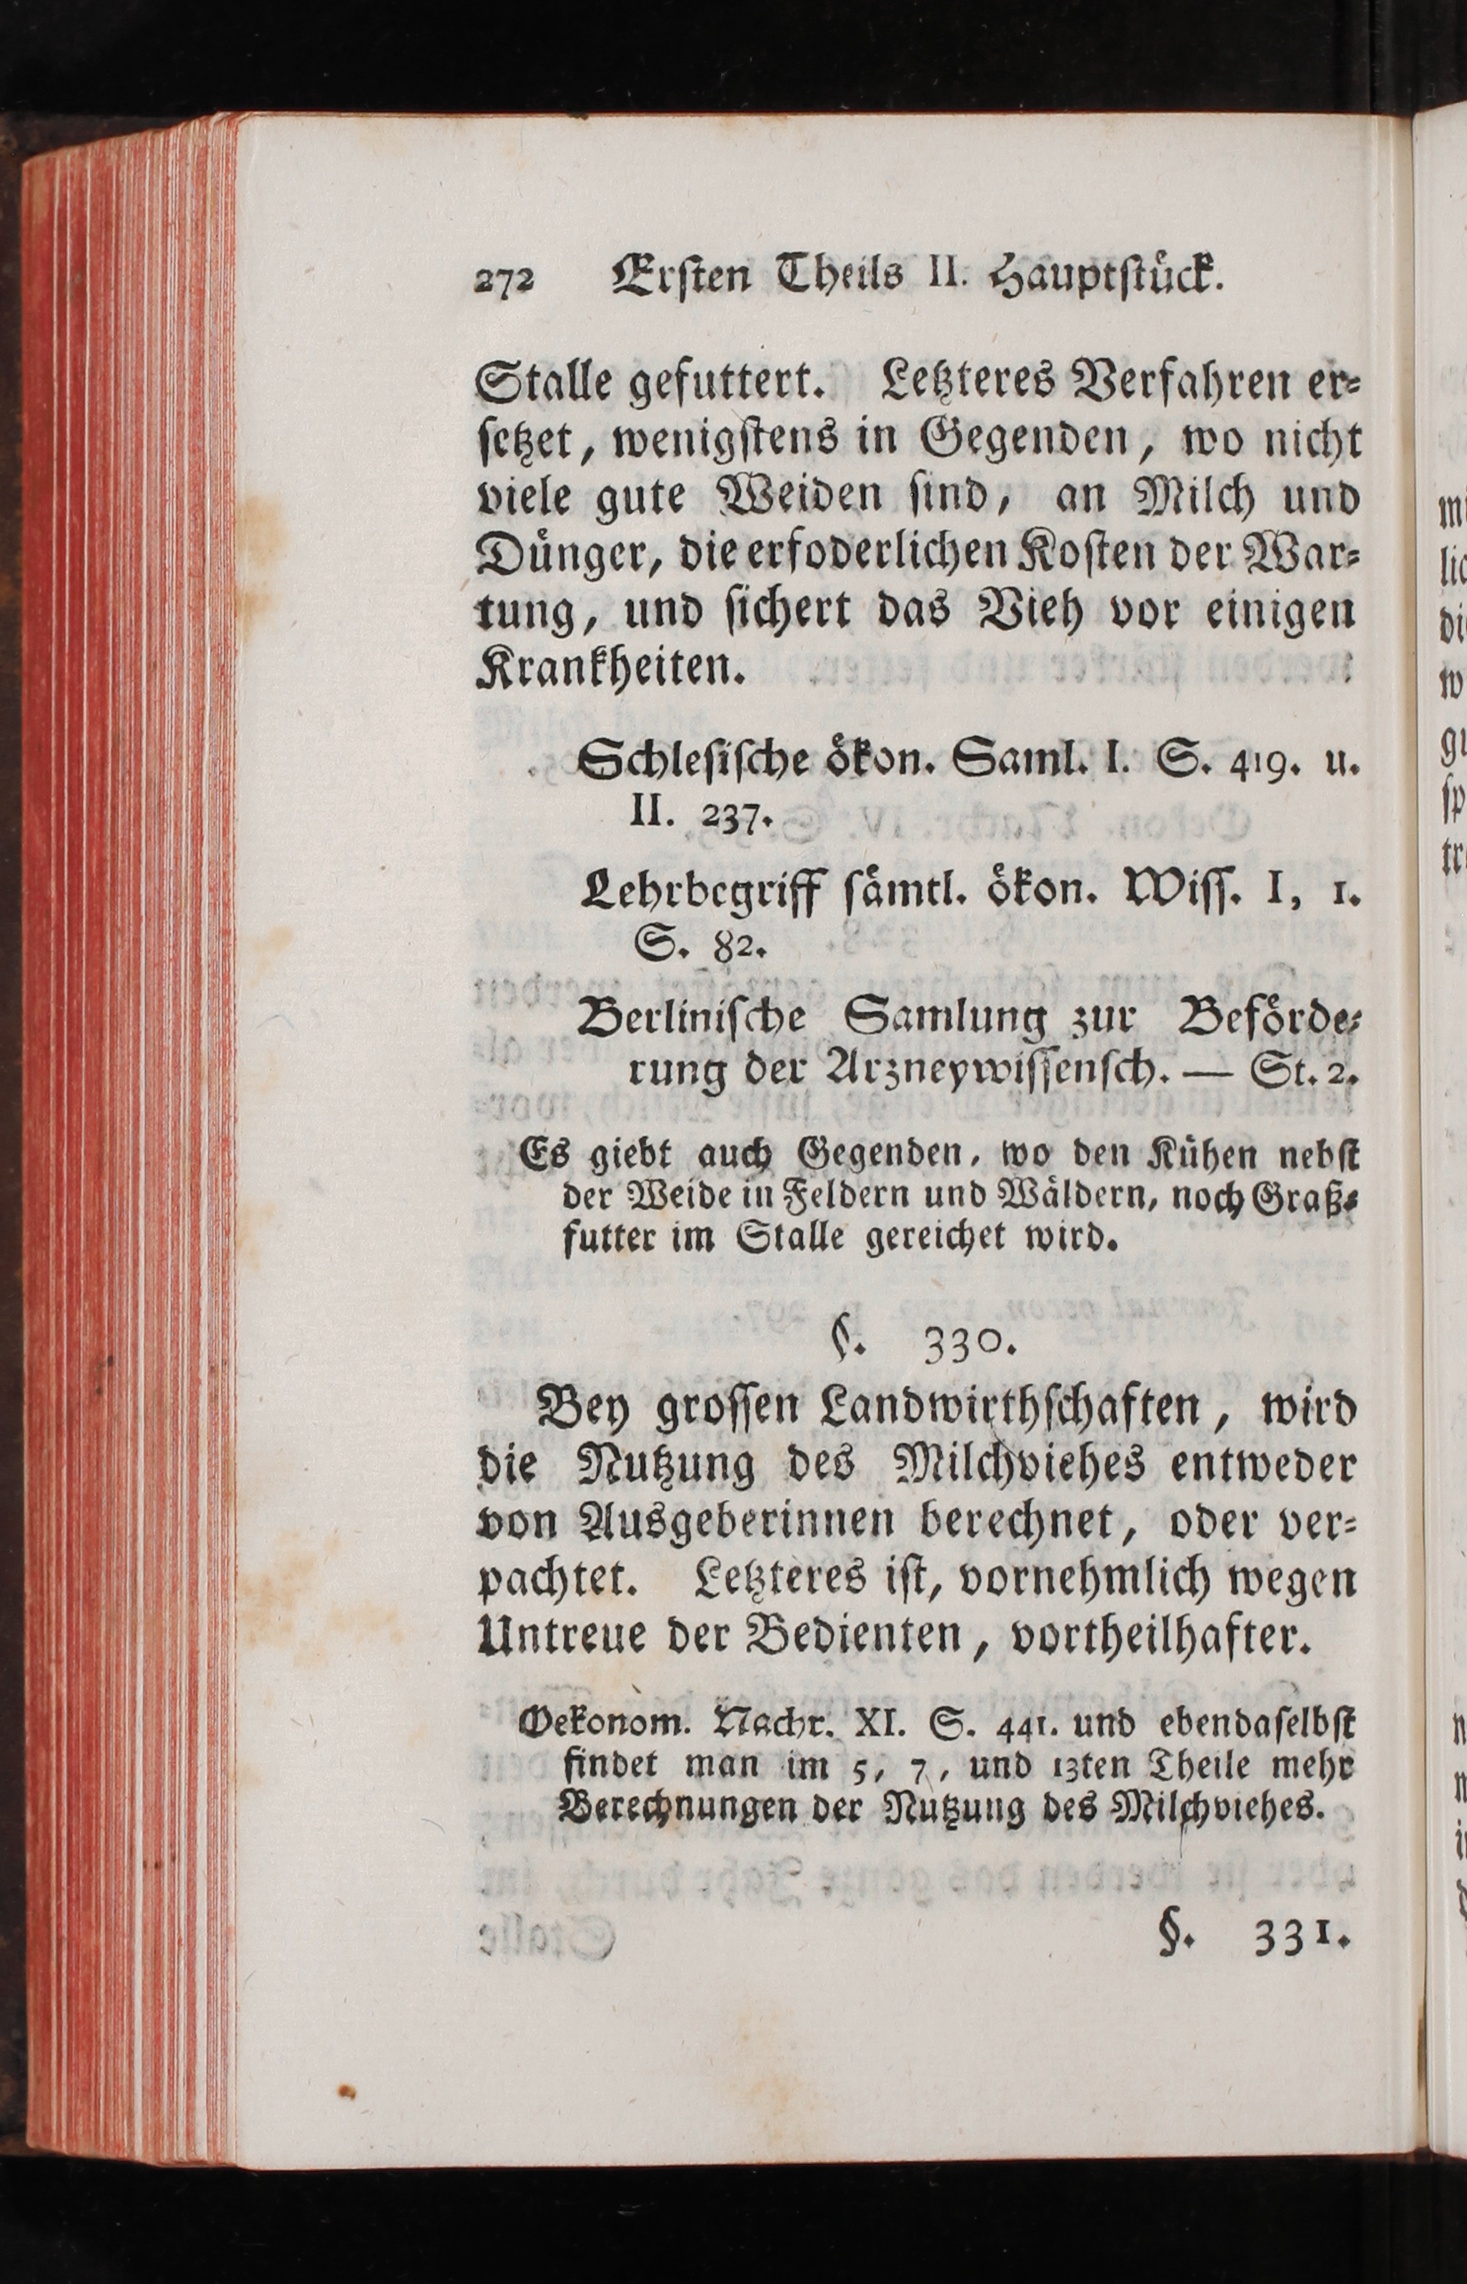 272 Ersten Theils II. Hauptstück.
Stalle gefuttert. Letzteres Verfahren er-
setzet, wenigstens in Gegenden, wo nicht
viele gute Weiden sind, an Milch und
Dünger, die erfoderlichen Kosten der War-
tung, und sichert das Vieh vor einigen
Krankheiten.
Schlesische ökon. Saml. I. S. 419. u.
II. 237.
Lehrbegriff sämtl. ökon. Wiss. I, 1.
S. 82.
Berlinische Samlung zur Beförde-
rung der Arzneywissensch. — St. 2.
Es giebt auch Gegenden, wo den Kühen nebst
der Weide in Feldern und Wäldern, noch Graß-
futter im Stalle gereichet wird.
§. 330.
Bey grossen Landwirthschaften, wird
die Nutzung des Milchviehes entweder
von Ausgeberinnen berechnet, oder ver-
pachtet. Letzteres ist, vornehmlich wegen
Untreue der Bedienten, vortheilhafter.
Oekonom. Nachr. XI. S. 441. und ebendaselbst
findet man im 5, 7, und 13ten Theile mehr
Berechnungen der Nutzung des Milchviehes.
§. 331.